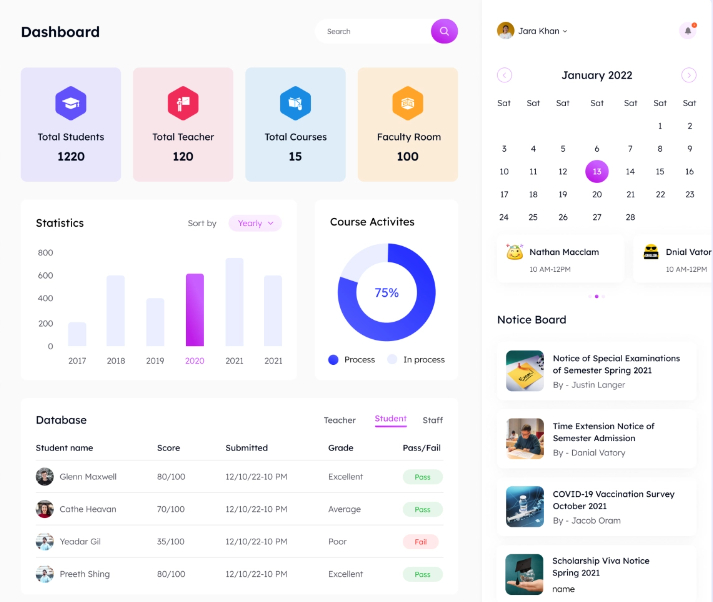 Dashboard
Search
Total Students
1220
Total Teacher
120
Total Courses
15
Faculty Room
100
Statistics
Sort by
Yearly
800
600
400
200
0
2017 2018 2019 2020 2021 2021
Course Activites
75%
Process In process
Database
Teacher Student Staff
Student name Score Submitted Grade Pass/Fail
Glenn Maxwell 80/100 12/10/22-10 PM Excellent Pass
Cathe Heavan 70/100 12/10/22-10 PM Average Pass
Yeadar Gil 35/100 12/10/22-10 PM Poor Fail
Preeth Shing 80/100 12/10/22-10 PM Excellent Pass
Jara Khan
January 2022
Sat Sat Sat Sat Sat Sat Sat
1 2
3 4 5 6 7 8 9
10 11 12 13 14 15 16
17 18 19 20 21 22 23
24 25 26 27 28
Nathan Macclam
10 AM-12PM
Dnial Vator
10 AM-12PM
Notice Board
Notice of Special Examinations
of Semester Spring 2021
By - Justin Langer
Time Extension Notice of
Semester Admission
By - Danial Vatory
COVID-19 Vaccination Survey
October 2021
By - Jacob Oram
Scholarship Viva Notice
Spring 2021
name